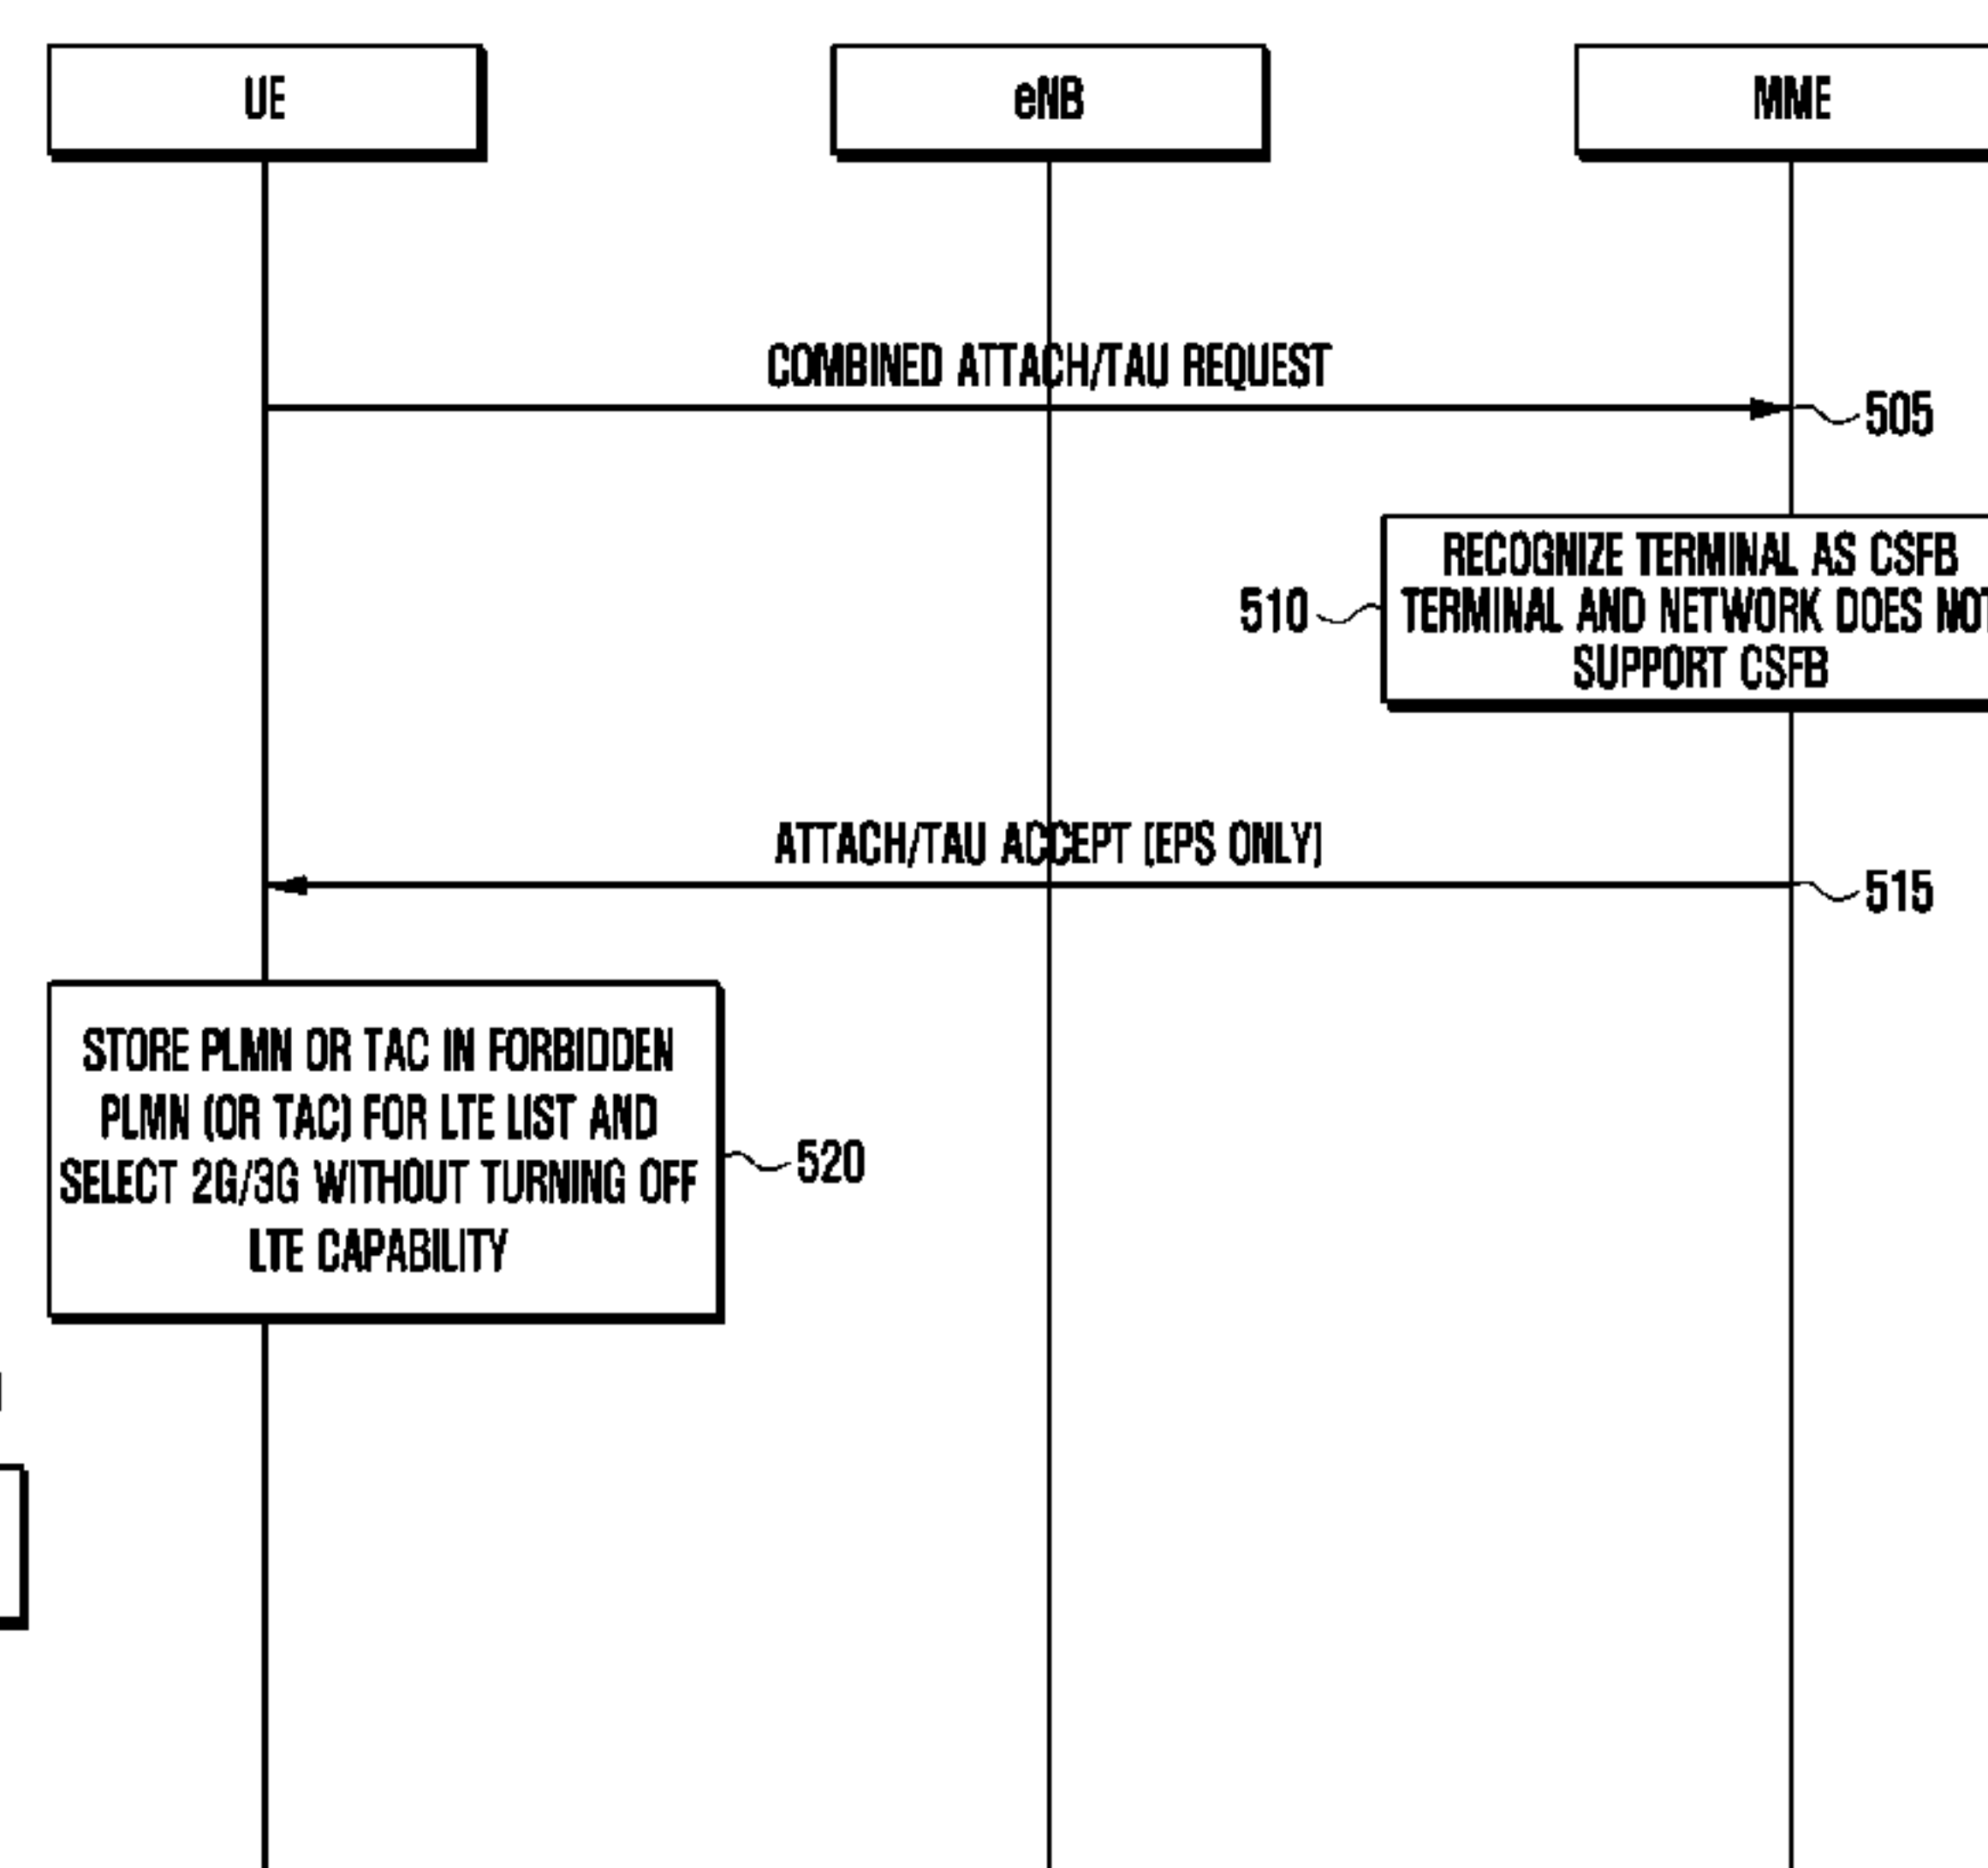 UE
eNB
MME
COMBINED ATTACH/TAU REQUEST
505
RECOGNIZE TERMINAL AS CSFB
510
TERMINAL AND NETWORK DOES NOT
SUPPORT CSFB
ATTACH/TAU ACCEPT [EPS ONLY]
515
STORE PLMN OR TAC IN FORBIDDEN
PLMN (OR TAC) FOR LTE LIST AND
SELECT 2G/3G WITHOUT TURNING OFF
LTE CAPABILITY
520